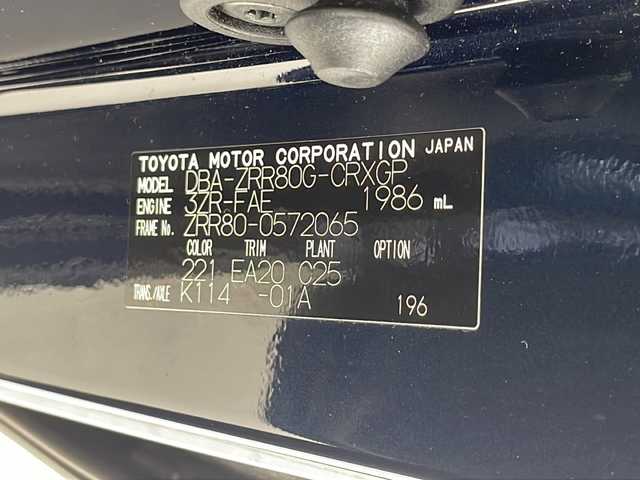 TOYOTA MOTOR CORPORATION JAPAN
MODEL DBA-ZRR80G-CRXGP
ENGINE 3ZR-FAE 1986 mL
FRAME No. ZRR80-0572065
COLOR TRIM PLANT OPTION
221 EA20 C25
TRANS./AXLE K114 -01A
196